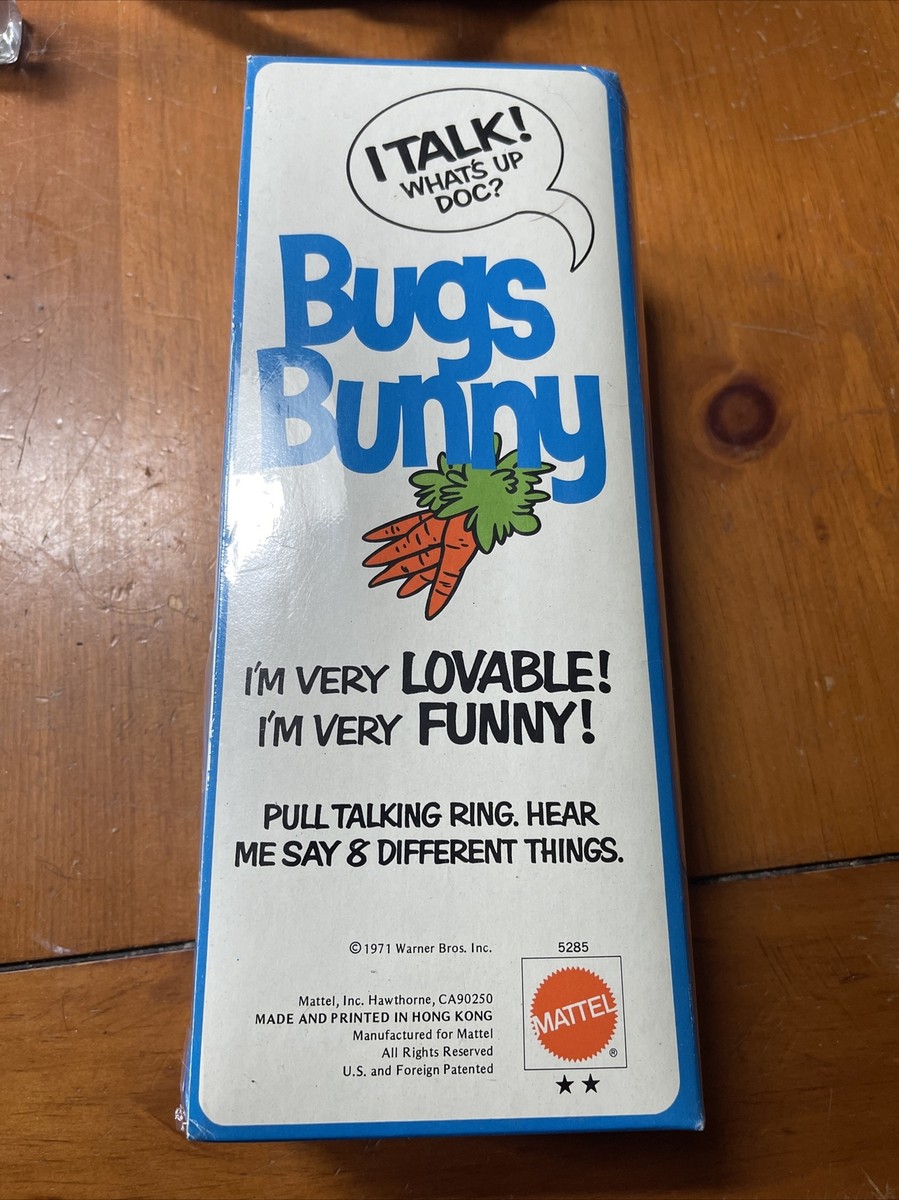 I TALK!
WHAT'S UP
DOC?
Bugs
Bunny
I'M VERY LOVABLE!
I'M VERY FUNNY!
PULL TALKING RING. HEAR
ME SAY 8 DIFFERENT THINGS.
©1971 Warner Bros. Inc.
Mattel, Inc. Hawthorne, CA90250
MADE AND PRINTED IN HONG KONG
Manufactured for Mattel
All Rights Reserved
U.S. and Foreign Patented
5285
MATTEL
®
★★